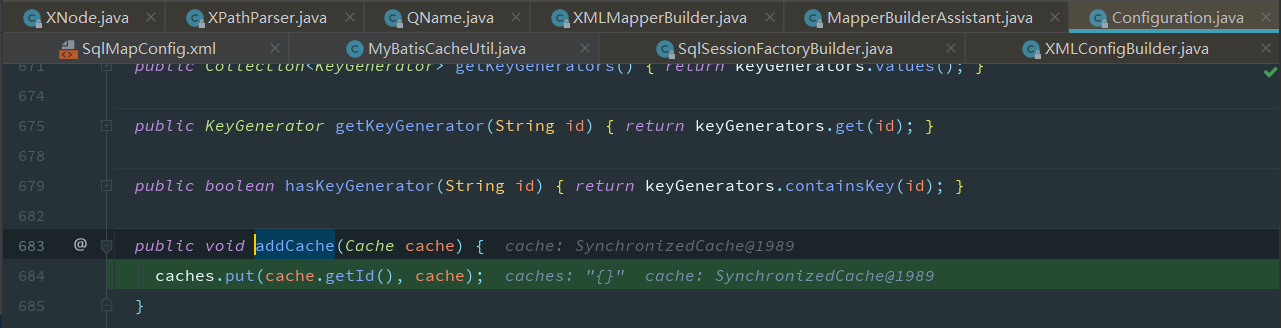 XNode.java XPathParser.java QName.java XMLMapperBuilder.java MapperBuilderAssistant.java Configuration.java
SqlMapConfig.xml MyBatisCacheUtil.java SqlSessionFactoryBuilder.java XMLConfigBuilder.java
671 public Collection<KeyGenerator> getKeyGenerators() { return keyGenerators.values(); }
674
675 public KeyGenerator getKeyGenerator(String id) { return keyGenerators.get(id); }
678
679 public boolean hasKeyGenerator(String id) { return keyGenerators.containsKey(id); }
682
683 @ public void addCache(Cache cache) { cache: SynchronizedCache@1989
684 caches.put(cache.getId(), cache); caches: "{}" cache: SynchronizedCache@1989
685 }